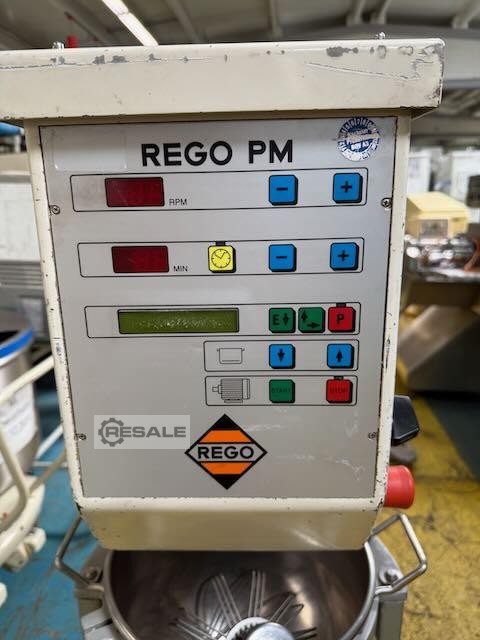 REGO PM
RPM
MIN
E
P
START
STOP
RESALE
REGO